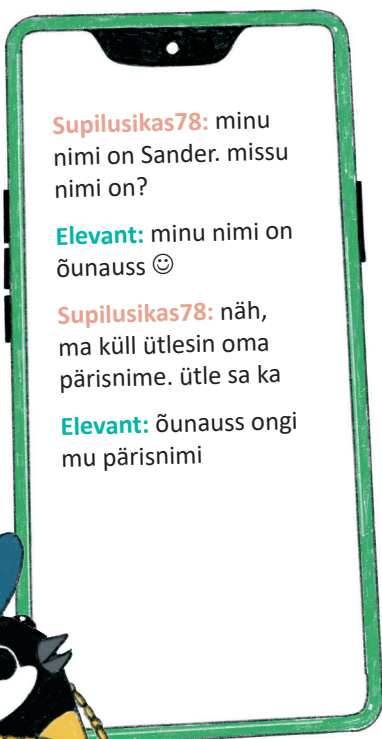 Supilusikas78: minu
nimi on Sander. missu
nimi on?
Elevant: minu nimi on
õunauss ☺
Supilusikas78: näh,
ma küll ütlesin oma
pärisnime. ütle sa ka
Elevant: õunauss ongi
mu pärisnimi